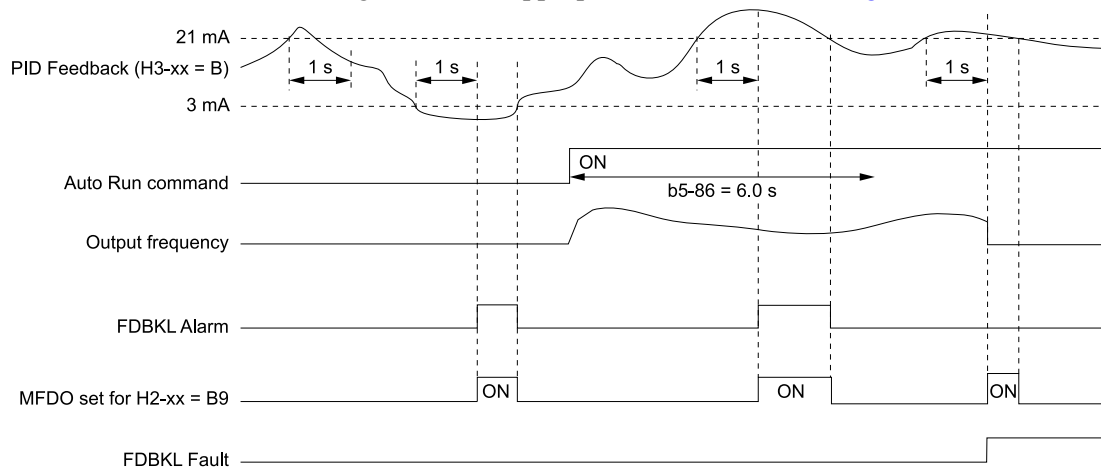 21 mA
PID Feedback (H3-xx = B)
1 s
1 s
1 s
1 s
3 mA
Auto Run command
ON
b5-86 = 6.0 s
Output frequency
FDBKL Alarm
MFDO set for H2-xx = B9
ON
ON
ON
FDBKL Fault